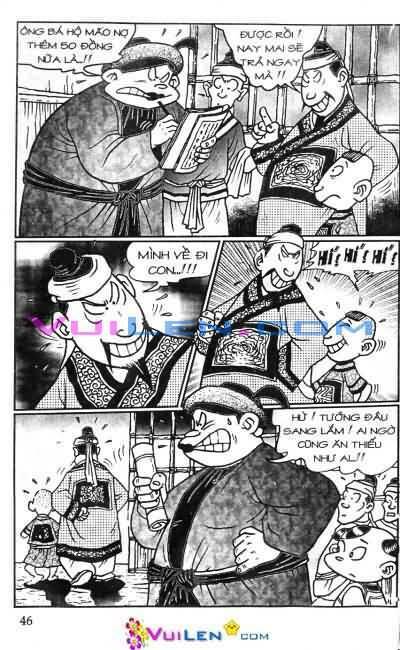 ÔNG BÁ HỘ MÃO NỢ
THÊM 50 ĐỒNG
NỮA LÀ..!!
ĐƯỢC RỒI !
NAY MAI SẼ
TRẢ NGAY
MÀ !!
MÌNH VỀ ĐI
CON...!!!
HÍ ! HÍ ! HÍ !
VUILEN.COM
HỪ ! TƯỚNG ĐÂU
SANG LẮM ! AI NGỜ
CŨNG ĂN THIẾU
NHƯ AI..!!
46
VUILEN.COM